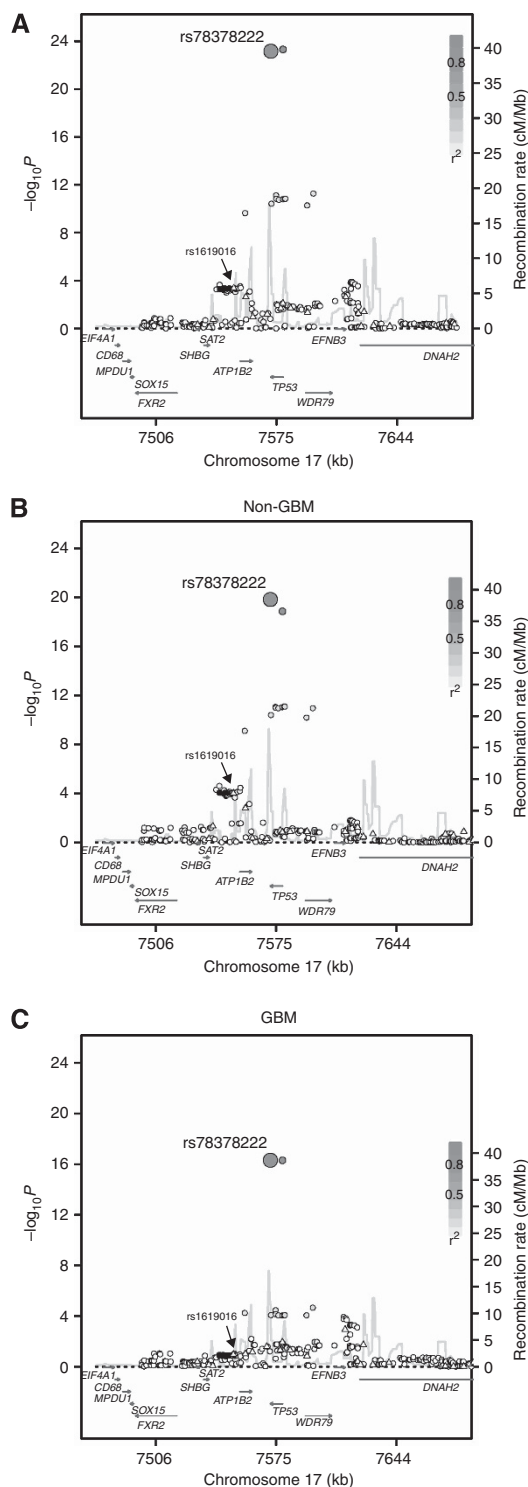 A
rs78378222
24
20
16
12
8
4
0
–log10P
40
35
30
25
20
15
10
5
0
Recombination rate (cM/Mb)
0.8
0.5
r2
rs1619016
EIF4A1
SAT2
EFNB3
CD68
SHBG
DNAH2
MPDU1
ATP1B2
SOX15
TP53
FXR2
WDR79
7506
7575
7644
Chromosome 17 (kb)
B
Non-GBM
rs78378222
24
20
16
12
8
4
0
–log10P
40
35
30
25
20
15
10
5
0
Recombination rate (cM/Mb)
0.8
0.5
r2
rs1619016
EIF4A1
SAT2
EFNB3
CD68
SHBG
DNAH2
MPDU1
ATP1B2
SOX15
TP53
FXR2
WDR79
7506
7575
7644
Chromosome 17 (kb)
C
GBM
rs78378222
24
20
16
12
8
4
0
–log10P
40
35
30
25
20
15
10
5
0
Recombination rate (cM/Mb)
0.8
0.5
r2
rs1619016
EIF4A1
SAT2
EFNB3
CD68
SHBG
DNAH2
MPDU1
ATP1B2
SOX15
TP53
FXR2
WDR79
7506
7575
7644
Chromosome 17 (kb)